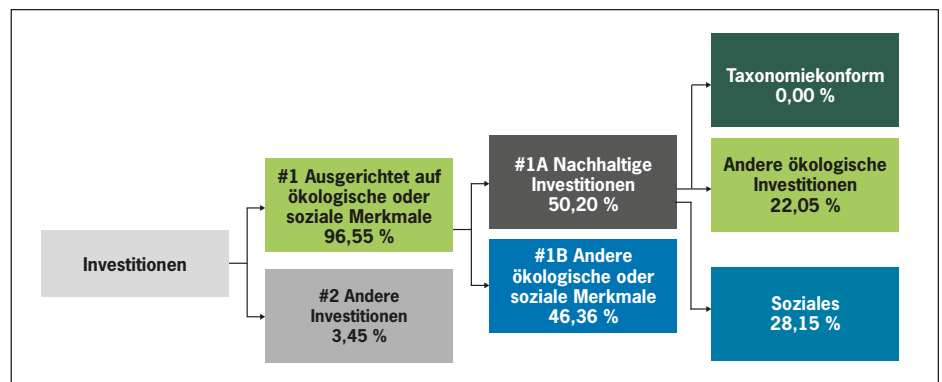 Investitionen
#1 Ausgerichtet auf
ökologische oder
soziale Merkmale
96,55 %
#2 Andere
Investitionen
3,45 %
#1A Nachhaltige
Investitionen
50,20 %
#1B Andere
ökologische oder
soziale Merkmale
46,36 %
Taxonomiekonform
0,00 %
Andere ökologische
Investitionen
22,05 %
Soziales
28,15 %